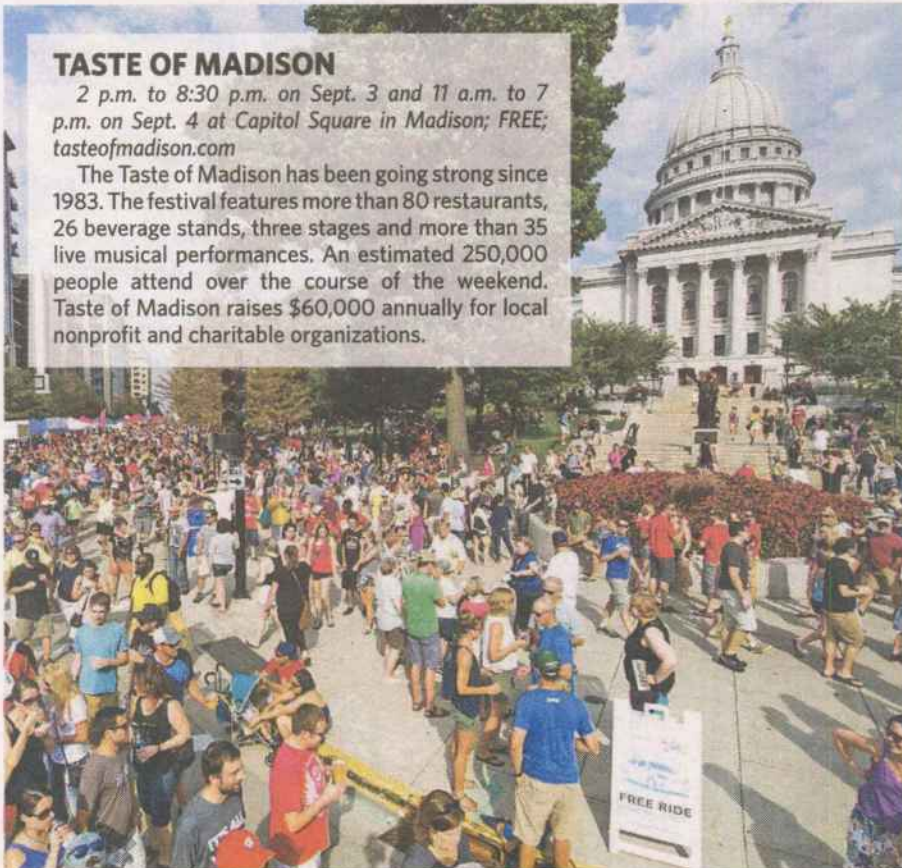 TASTE OF MADISON
2 p.m. to 8:30 p.m. on Sept. 3 and 11 a.m. to 7
p.m. on Sept. 4 at Capitol Square in Madison; FREE;
tasteofmadison.com
The Taste of Madison has been going strong since
1983. The festival features more than 80 restaurants,
26 beverage stands, three stages and more than 35
live musical performances. An estimated 250,000
people attend over the course of the weekend.
Taste of Madison raises $60,000 annually for local
nonprofit and charitable organizations.
FREE RIDE